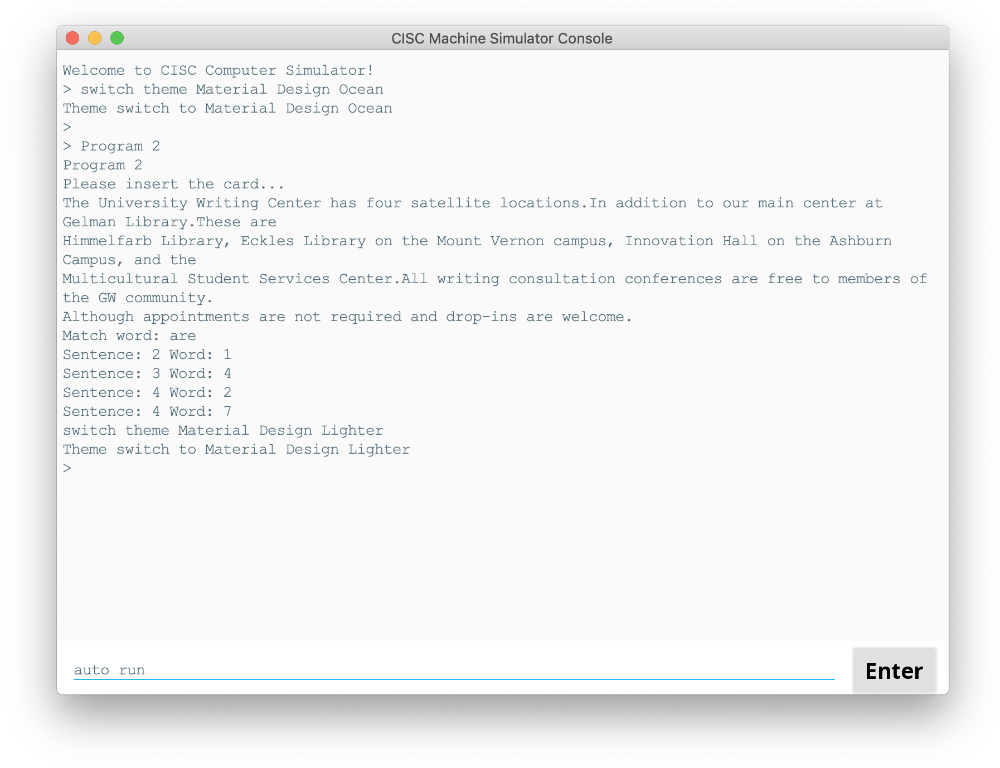 CISC Machine Simulator Console
Welcome to CISC Computer Simulator!
> switch theme Material Design Ocean
Theme switch to Material Design Ocean
>
> Program 2
Program 2
Please insert the card...
The University Writing Center has four satellite locations.In addition to our main center at
Gelman Library.These are
Himmelfarb Library, Eckles Library on the Mount Vernon campus, Innovation Hall on the Ashburn
Campus, and the
Multicultural Student Services Center.All writing consultation conferences are free to members of
the GW community.
Although appointments are not required and drop-ins are welcome.
Match word: are
Sentence: 2 Word: 1
Sentence: 3 Word: 4
Sentence: 4 Word: 2
Sentence: 4 Word: 7
switch theme Material Design Lighter
Theme switch to Material Design Lighter
>
auto run
Enter